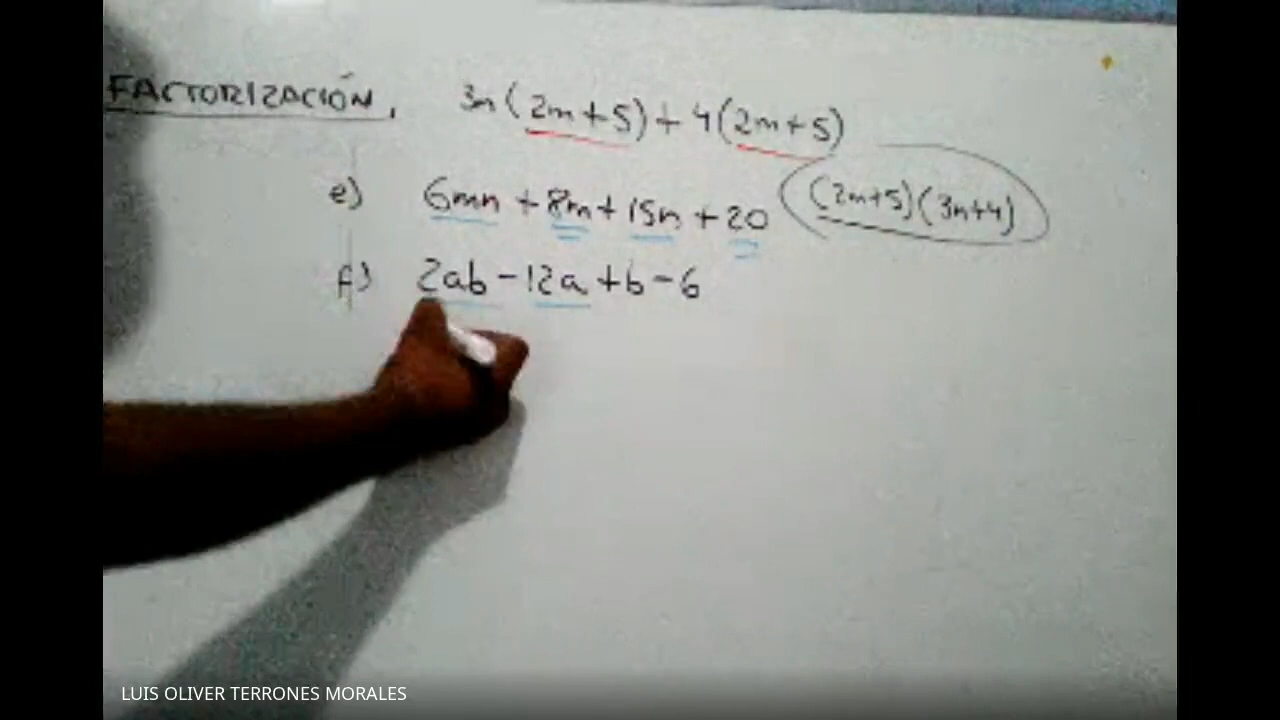 FACTORIZACIÓN. 3n(2m+5)+4(2m+5)
e) 6mn+8m+15n+20 (2m+5)(3n+4)
f) 2ab-12a+b-6
LUIS OLIVER TERRONES MORALES